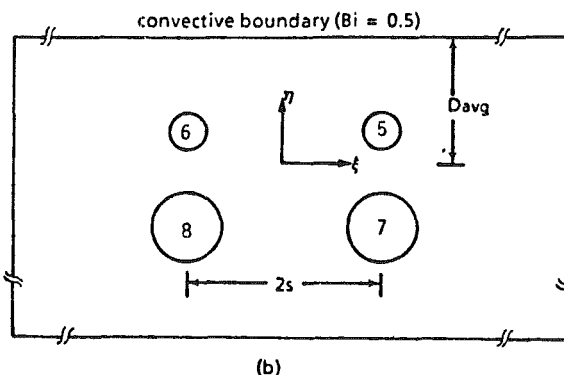 convective boundary (Bi = 0.5)
η
Davg
6
5
ξ
8
7
2s
(b)